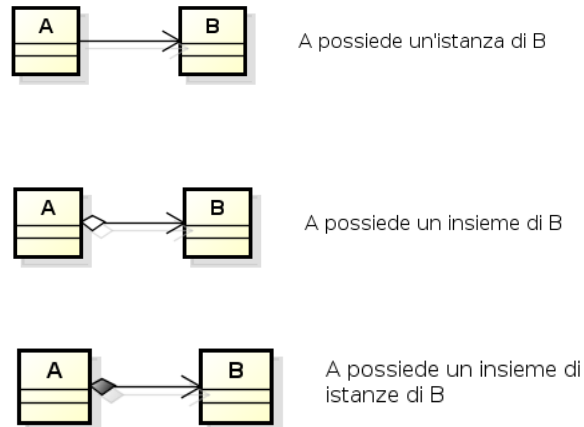 A
B
A possiede un'istanza di B
A
B
A possiede un insieme di B
A
B
A possiede un insieme di
istanze di B